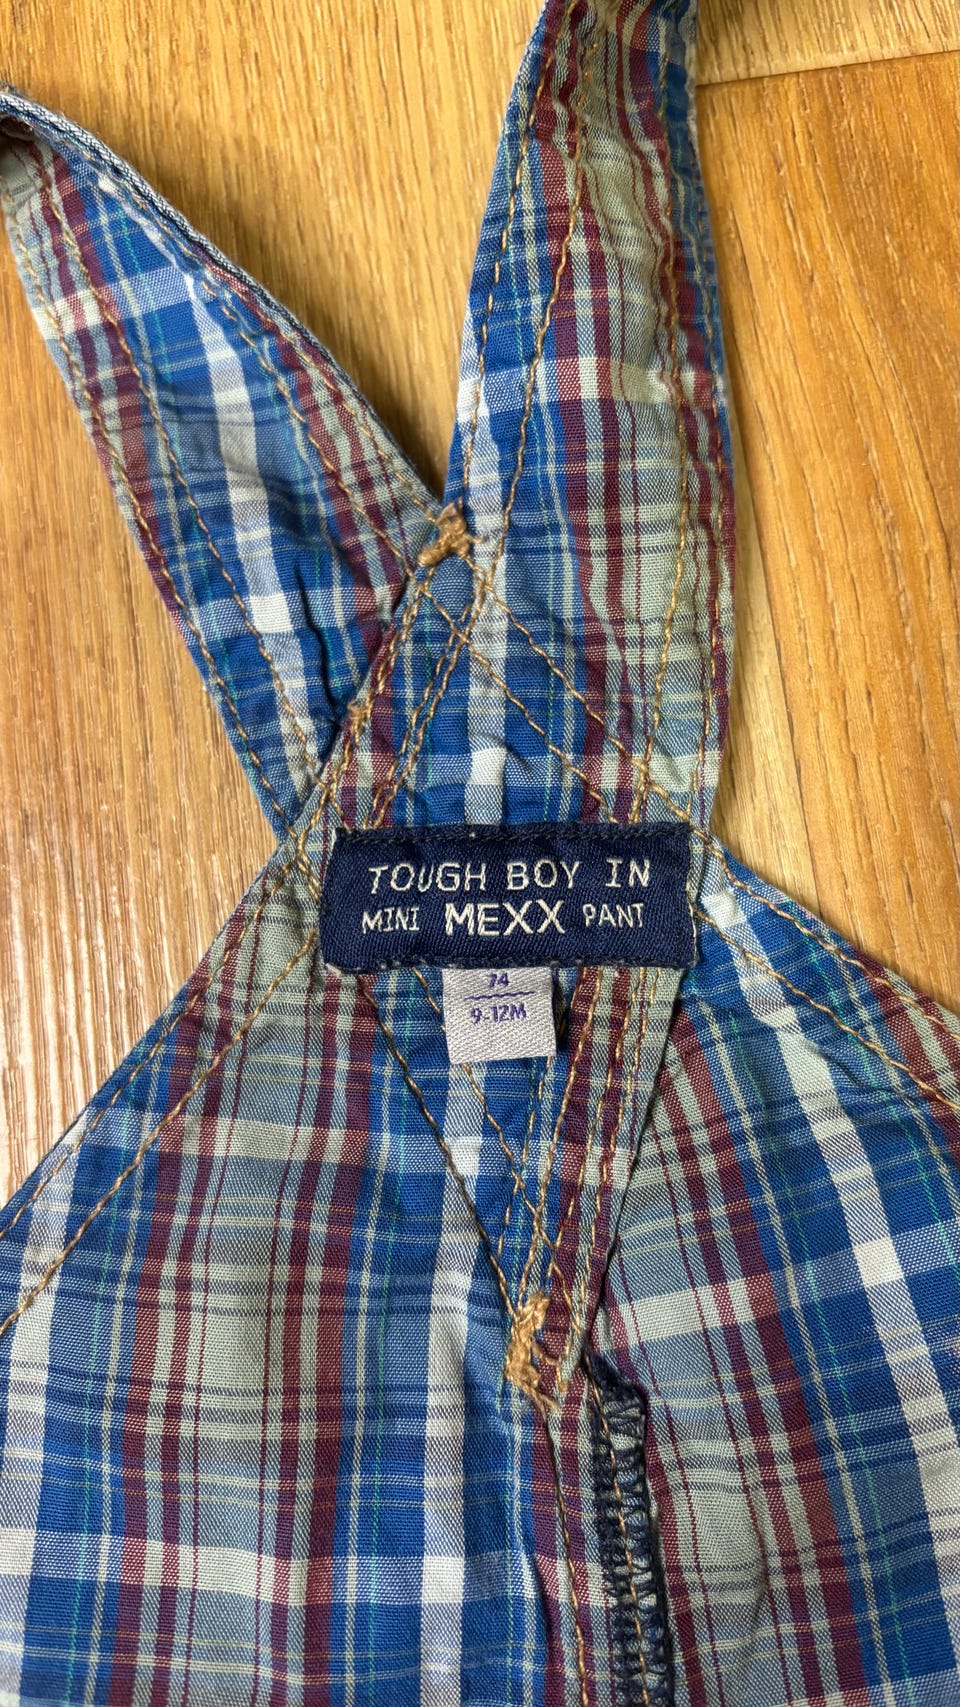 TOUGH BOY IN
MINI MEXX PANT
74
9-12M